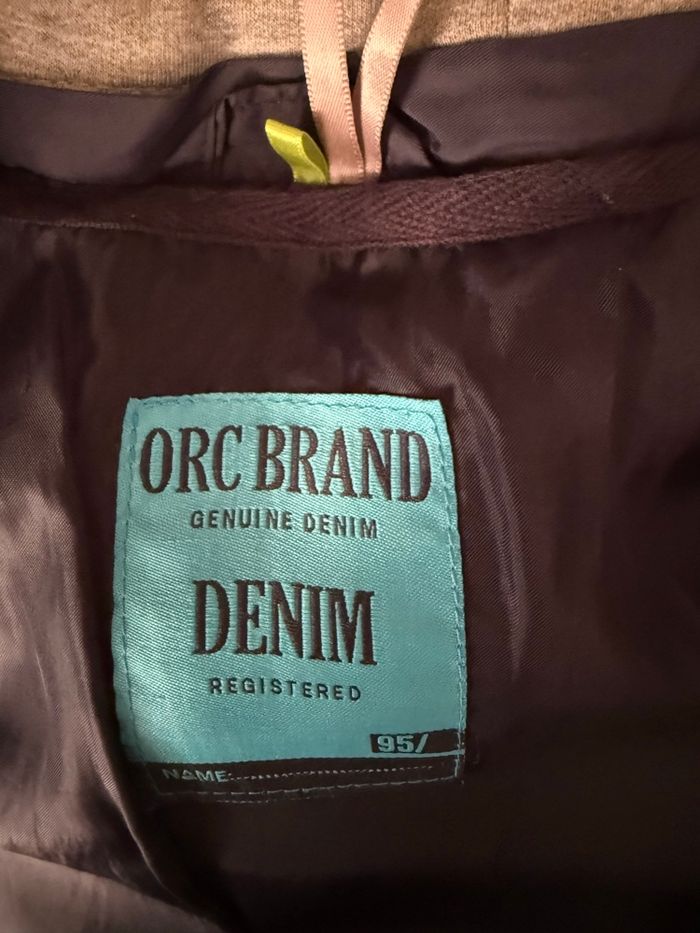 ORC BRAND
GENUINE DENIM
DENIM
REGISTERED
95/
NAME